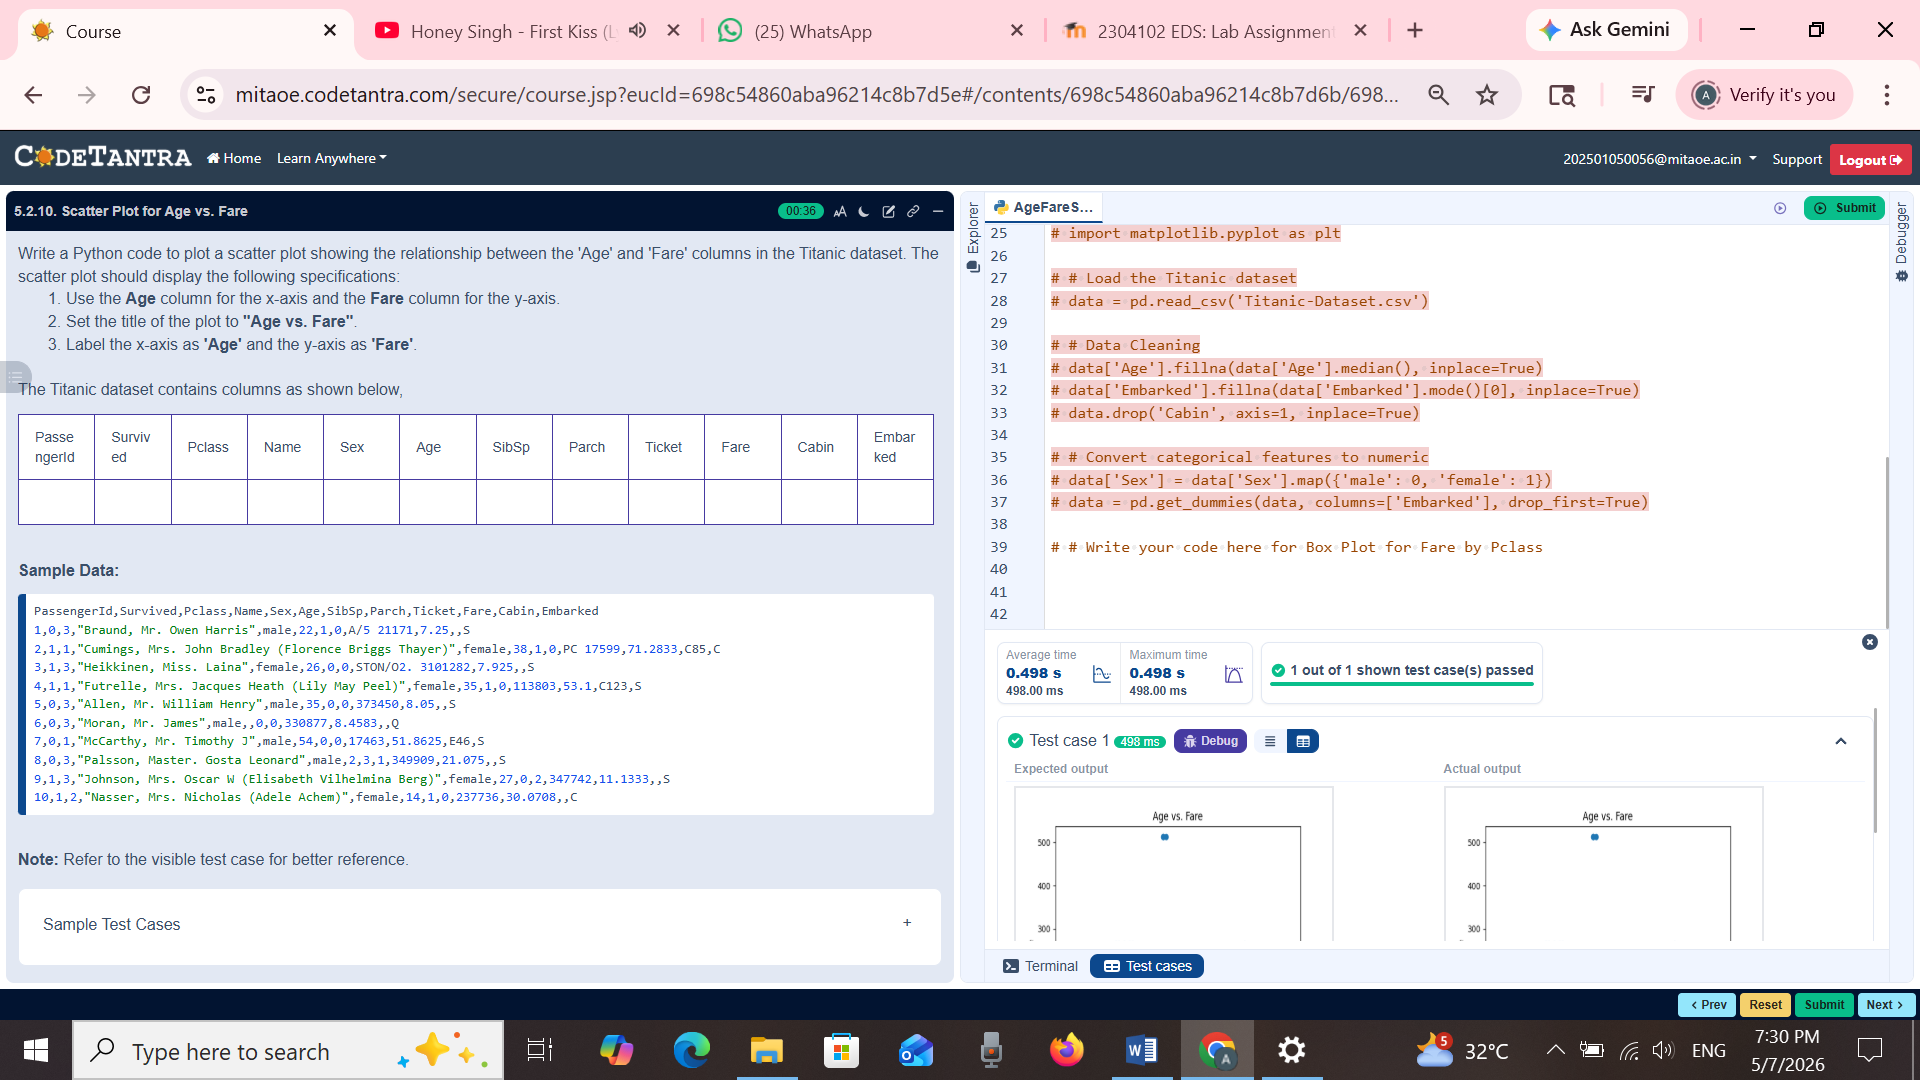 Course
Honey Singh - First Kiss (L
(25) WhatsApp
2304102 EDS: Lab Assignmen
Ask Gemini
mitaoe.codetantra.com/secure/course.jsp?eucId=698c54860aba96214c8b7d5e#/contents/698c54860aba96214c8b7d6b/698...
Verify it's you
CODETANTRA
Home
Learn Anywhere
202501050056@mitaoe.ac.in
Support
Logout
5.2.10. Scatter Plot for Age vs. Fare
00:36
Write a Python code to plot a scatter plot showing the relationship between the 'Age' and 'Fare' columns in the Titanic dataset. The
scatter plot should display the following specifications:
1. Use the Age column for the x-axis and the Fare column for the y-axis.
2. Set the title of the plot to "Age vs. Fare".
3. Label the x-axis as 'Age' and the y-axis as 'Fare'.
The Titanic dataset contains columns as shown below,
Passe
ngerId
Surviv
ed
Pclass
Name
Sex
Age
SibSp
Parch
Ticket
Fare
Cabin
Embar
ked
Sample Data:
PassengerId,Survived,Pclass,Name,Sex,Age,SibSp,Parch,Ticket,Fare,Cabin,Embarked
1,0,3,"Braund, Mr. Owen Harris",male,22,1,0,A/5 21171,7.25,,S
2,1,1,"Cumings, Mrs. John Bradley (Florence Briggs Thayer)",female,38,1,0,PC 17599,71.2833,C85,C
3,1,3,"Heikkinen, Miss. Laina",female,26,0,0,STON/O2. 3101282,7.925,,S
4,1,1,"Futrelle, Mrs. Jacques Heath (Lily May Peel)",female,35,1,0,113803,53.1,C123,S
5,0,3,"Allen, Mr. William Henry",male,35,0,0,373450,8.05,,S
6,0,3,"Moran, Mr. James",male,,0,0,330877,8.4583,,Q
7,0,1,"McCarthy, Mr. Timothy J",male,54,0,0,17463,51.8625,E46,S
8,0,3,"Palsson, Master. Gosta Leonard",male,2,3,1,349909,21.075,,S
9,1,3,"Johnson, Mrs. Oscar W (Elisabeth Vilhelmina Berg)",female,27,0,2,347742,11.1333,,S
10,1,2,"Nasser, Mrs. Nicholas (Adele Achem)",female,14,1,0,237736,30.0708,,C
Note: Refer to the visible test case for better reference.
Sample Test Cases
+
Explorer
AgeFareS...
Submit
Debugger
25 # import matplotlib.pyplot as plt
26
27 # # Load the Titanic dataset
28 # data = pd.read_csv('Titanic-Dataset.csv')
29
30 # # Data Cleaning
31 # data['Age'].fillna(data['Age'].median(), inplace=True)
32 # data['Embarked'].fillna(data['Embarked'].mode()[0], inplace=True)
33 # data.drop('Cabin', axis=1, inplace=True)
34
35 # # Convert categorical features to numeric
36 # data['Sex'] = data['Sex'].map({'male': 0, 'female': 1})
37 # data = pd.get_dummies(data, columns=['Embarked'], drop_first=True)
38
39 # # Write your code here for Box Plot for Fare by Pclass
40
41
42
Average time
0.498 s
498.00 ms
Maximum time
0.498 s
498.00 ms
1 out of 1 shown test case(s) passed
Test case 1
498 ms
Debug
Expected output
Actual output
Age vs. Fare
500
400
300
Age vs. Fare
500
400
300
Terminal
Test cases
< Prev
Reset
Submit
Next >
Type here to search
5
32°C
ENG
7:30 PM
5/7/2026